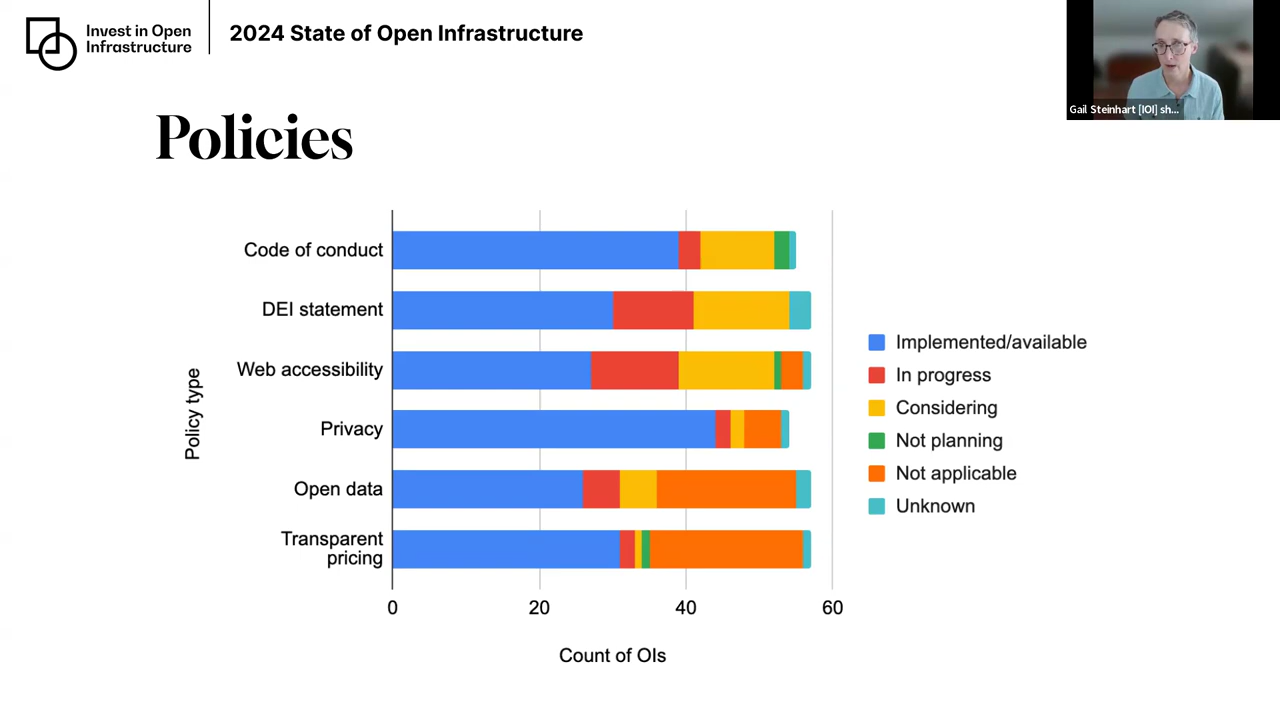 Invest in Open
Infrastructure
2024 State of Open Infrastructure
Gail Steinhart [IOI] sh...
Policies
Policy type
Code of conduct
DEI statement
Web accessibility
Privacy
Open data
Transparent
pricing
0
20
40
60
Count of OIs
Implemented/available
In progress
Considering
Not planning
Not applicable
Unknown